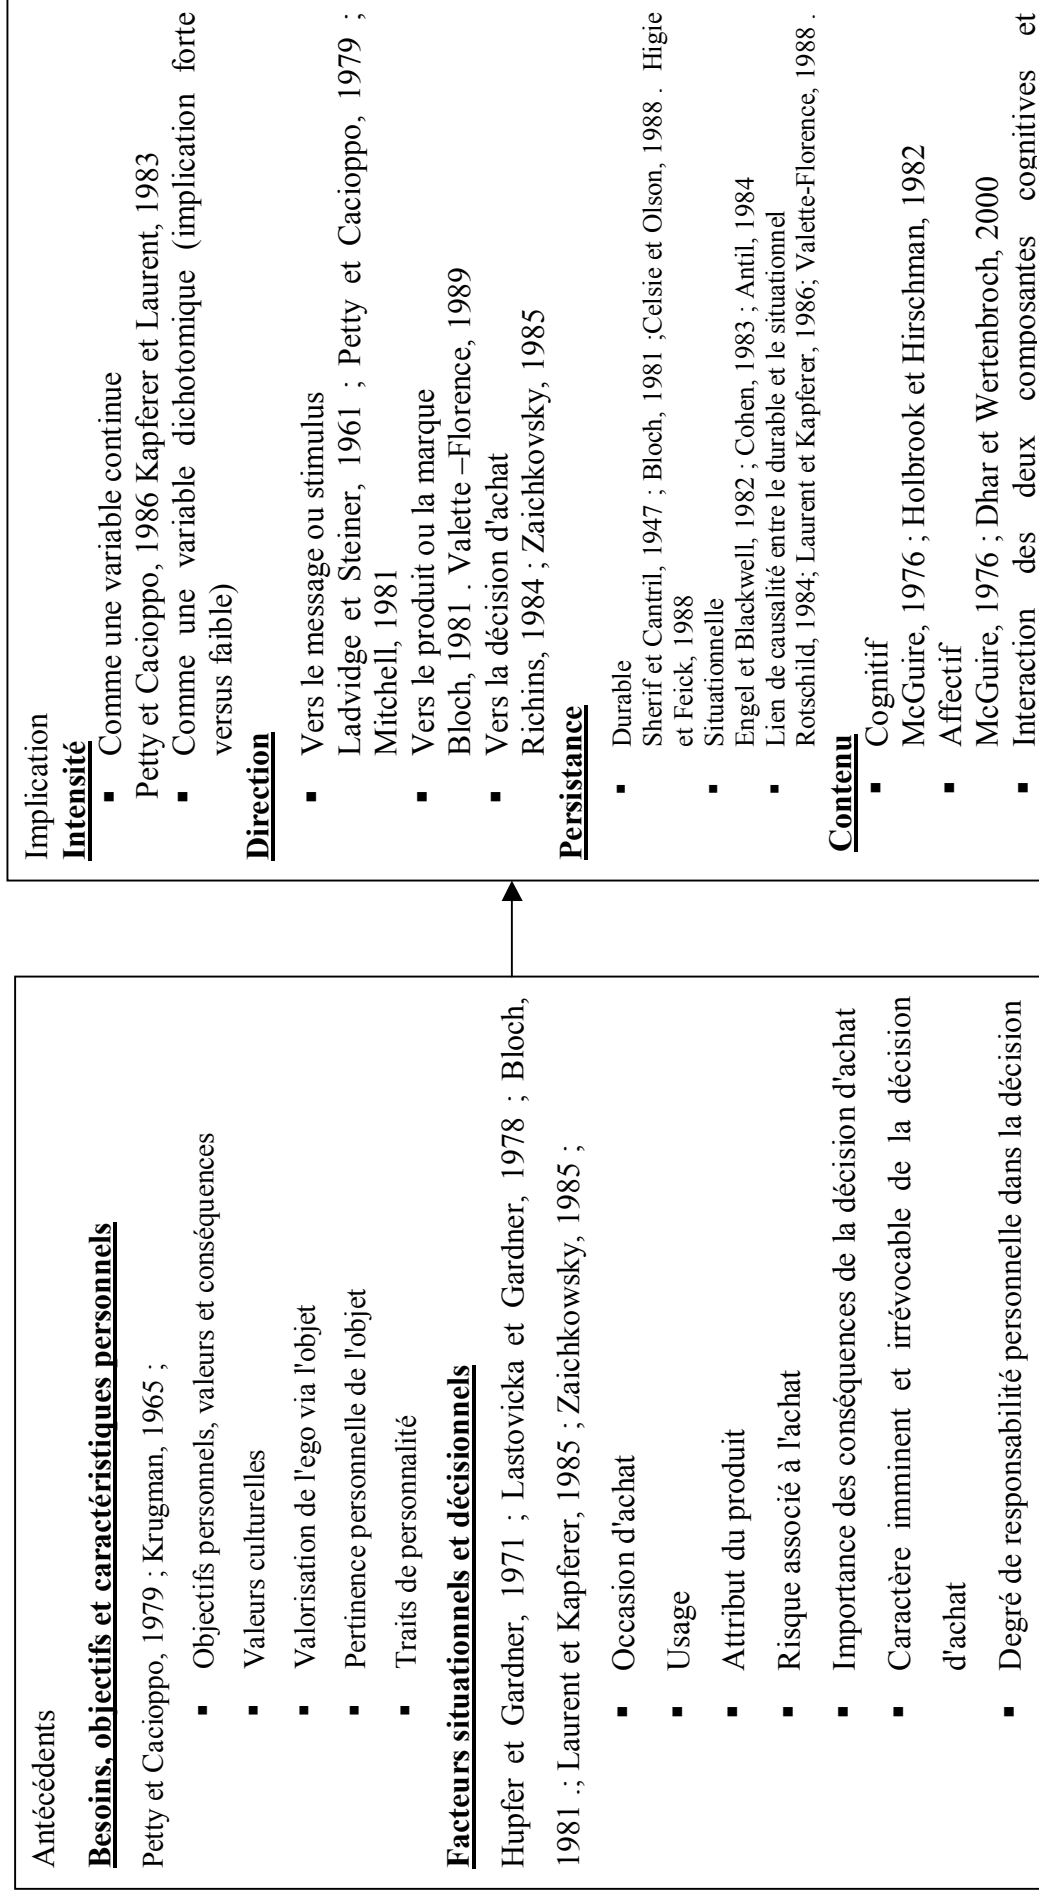 Antécédents
Besoins, objectifs et caractéristiques personnels
Petty et Cacioppo, 1979 ; Krugman, 1965 ;
▪ Objectifs personnels, valeurs et conséquences
▪ Valeurs culturelles
▪ Valorisation de l'ego via l'objet
▪ Pertinence personnelle de l'objet
▪ Traits de personnalité
Facteurs situationnels et décisionnels
Hupfer et Gardner, 1971 ; Lastovicka et Gardner, 1978 ; Bloch,
1981 .; Laurent et Kapferer, 1985 ; Zaichkowsky, 1985 ;
▪ Occasion d'achat
▪ Usage
▪ Attribut du produit
▪ Risque associé à l'achat
▪ Importance des conséquences de la décision d'achat
▪ Caractère imminent et irrévocable de la décision
d'achat
▪ Degré de responsabilité personnelle dans la décision
Implication
Intensité
▪ Comme une variable continue
Petty et Cacioppo, 1986 Kapferer et Laurent, 1983
▪ Comme une variable dichotomique (implication forte
versus faible)
Direction
▪ Vers le message ou stimulus
Ladvidge et Steiner, 1961 ; Petty et Cacioppo, 1979 ;
Mitchell, 1981
▪ Vers le produit ou la marque
Bloch, 1981 . Valette –Florence, 1989
▪ Vers la décision d'achat
Richins, 1984 ; Zaichkovsky, 1985
Persistance
▪ Durable
Sherif et Cantril, 1947 ; Bloch, 1981 ;Celsie et Olson, 1988 . Higie
et Feick, 1988
▪ Situationnelle
Engel et Blackwell, 1982 ; Cohen, 1983 ; Antil, 1984
▪ Lien de causalité entre le durable et le situationnel
Rotschild, 1984; Laurent et Kapferer, 1986; Valette-Florence, 1988 .
Contenu
▪ Cognitif
McGuire, 1976 ; Holbrook et Hirschman, 1982
▪ Affectif
McGuire, 1976 ; Dhar et Wertenbroch, 2000
▪ Interaction des deux composantes cognitives et